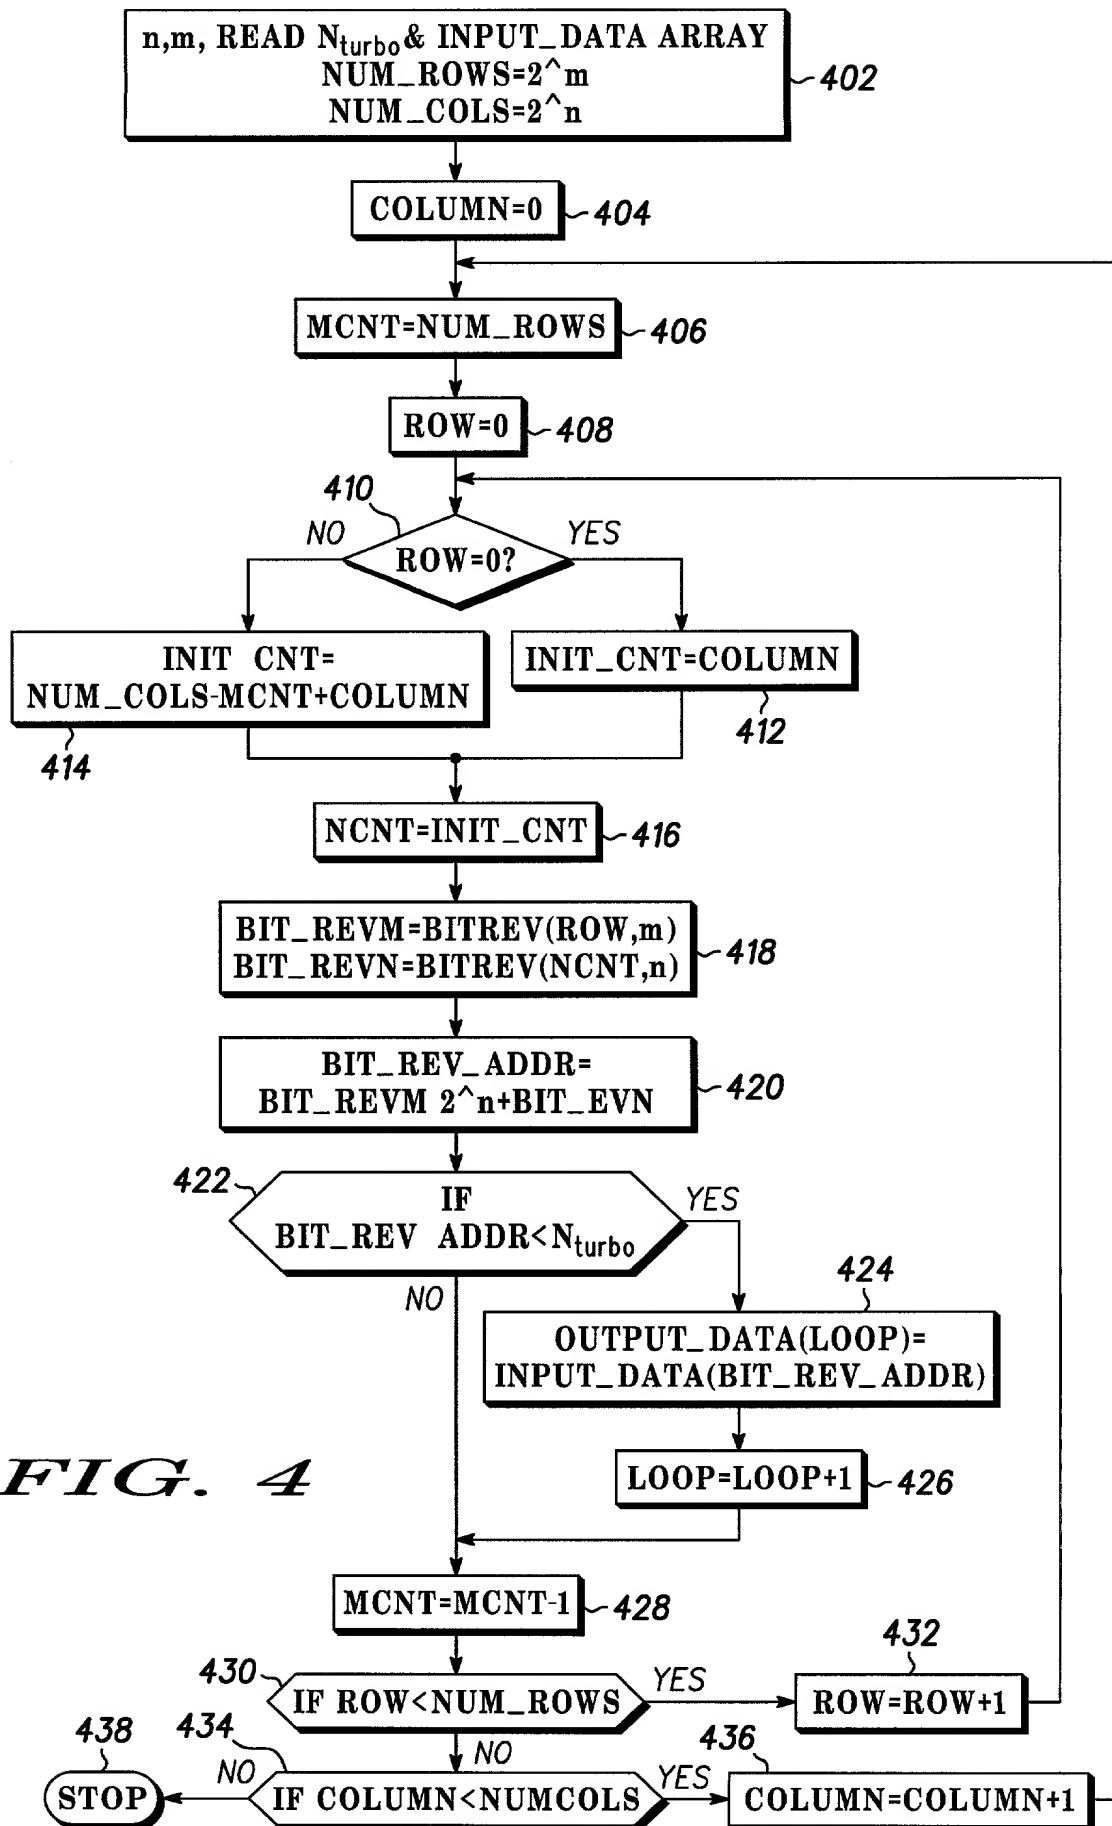 n,m, READ Nturbo & INPUT_DATA ARRAY
NUM_ROWS=2^m
NUM_COLS=2^n
402
COLUMN=0
404
MCNT=NUM_ROWS
406
ROW=0
408
410
NO
YES
ROW=0?
INIT CNT=
NUM_COLS-MCNT+COLUMN
414
INIT_CNT=COLUMN
412
NCNT=INIT_CNT
416
BIT_REVM=BITREV(ROW,m)
BIT_REVN=BITREV(NCNT,n)
418
BIT_REV_ADDR=
BIT_REVM 2^n+BIT_EVN
420
422
IF
BIT_REV ADDR<Nturbo
YES
NO
424
OUTPUT_DATA(LOOP)=
INPUT_DATA(BIT_REV_ADDR)
LOOP=LOOP+1
426
FIG. 4
MCNT=MCNT-1
428
430
IF ROW<NUM_ROWS
YES
432
ROW=ROW+1
NO
438
STOP
NO
434
IF COLUMN<NUMCOLS
YES
436
COLUMN=COLUMN+1